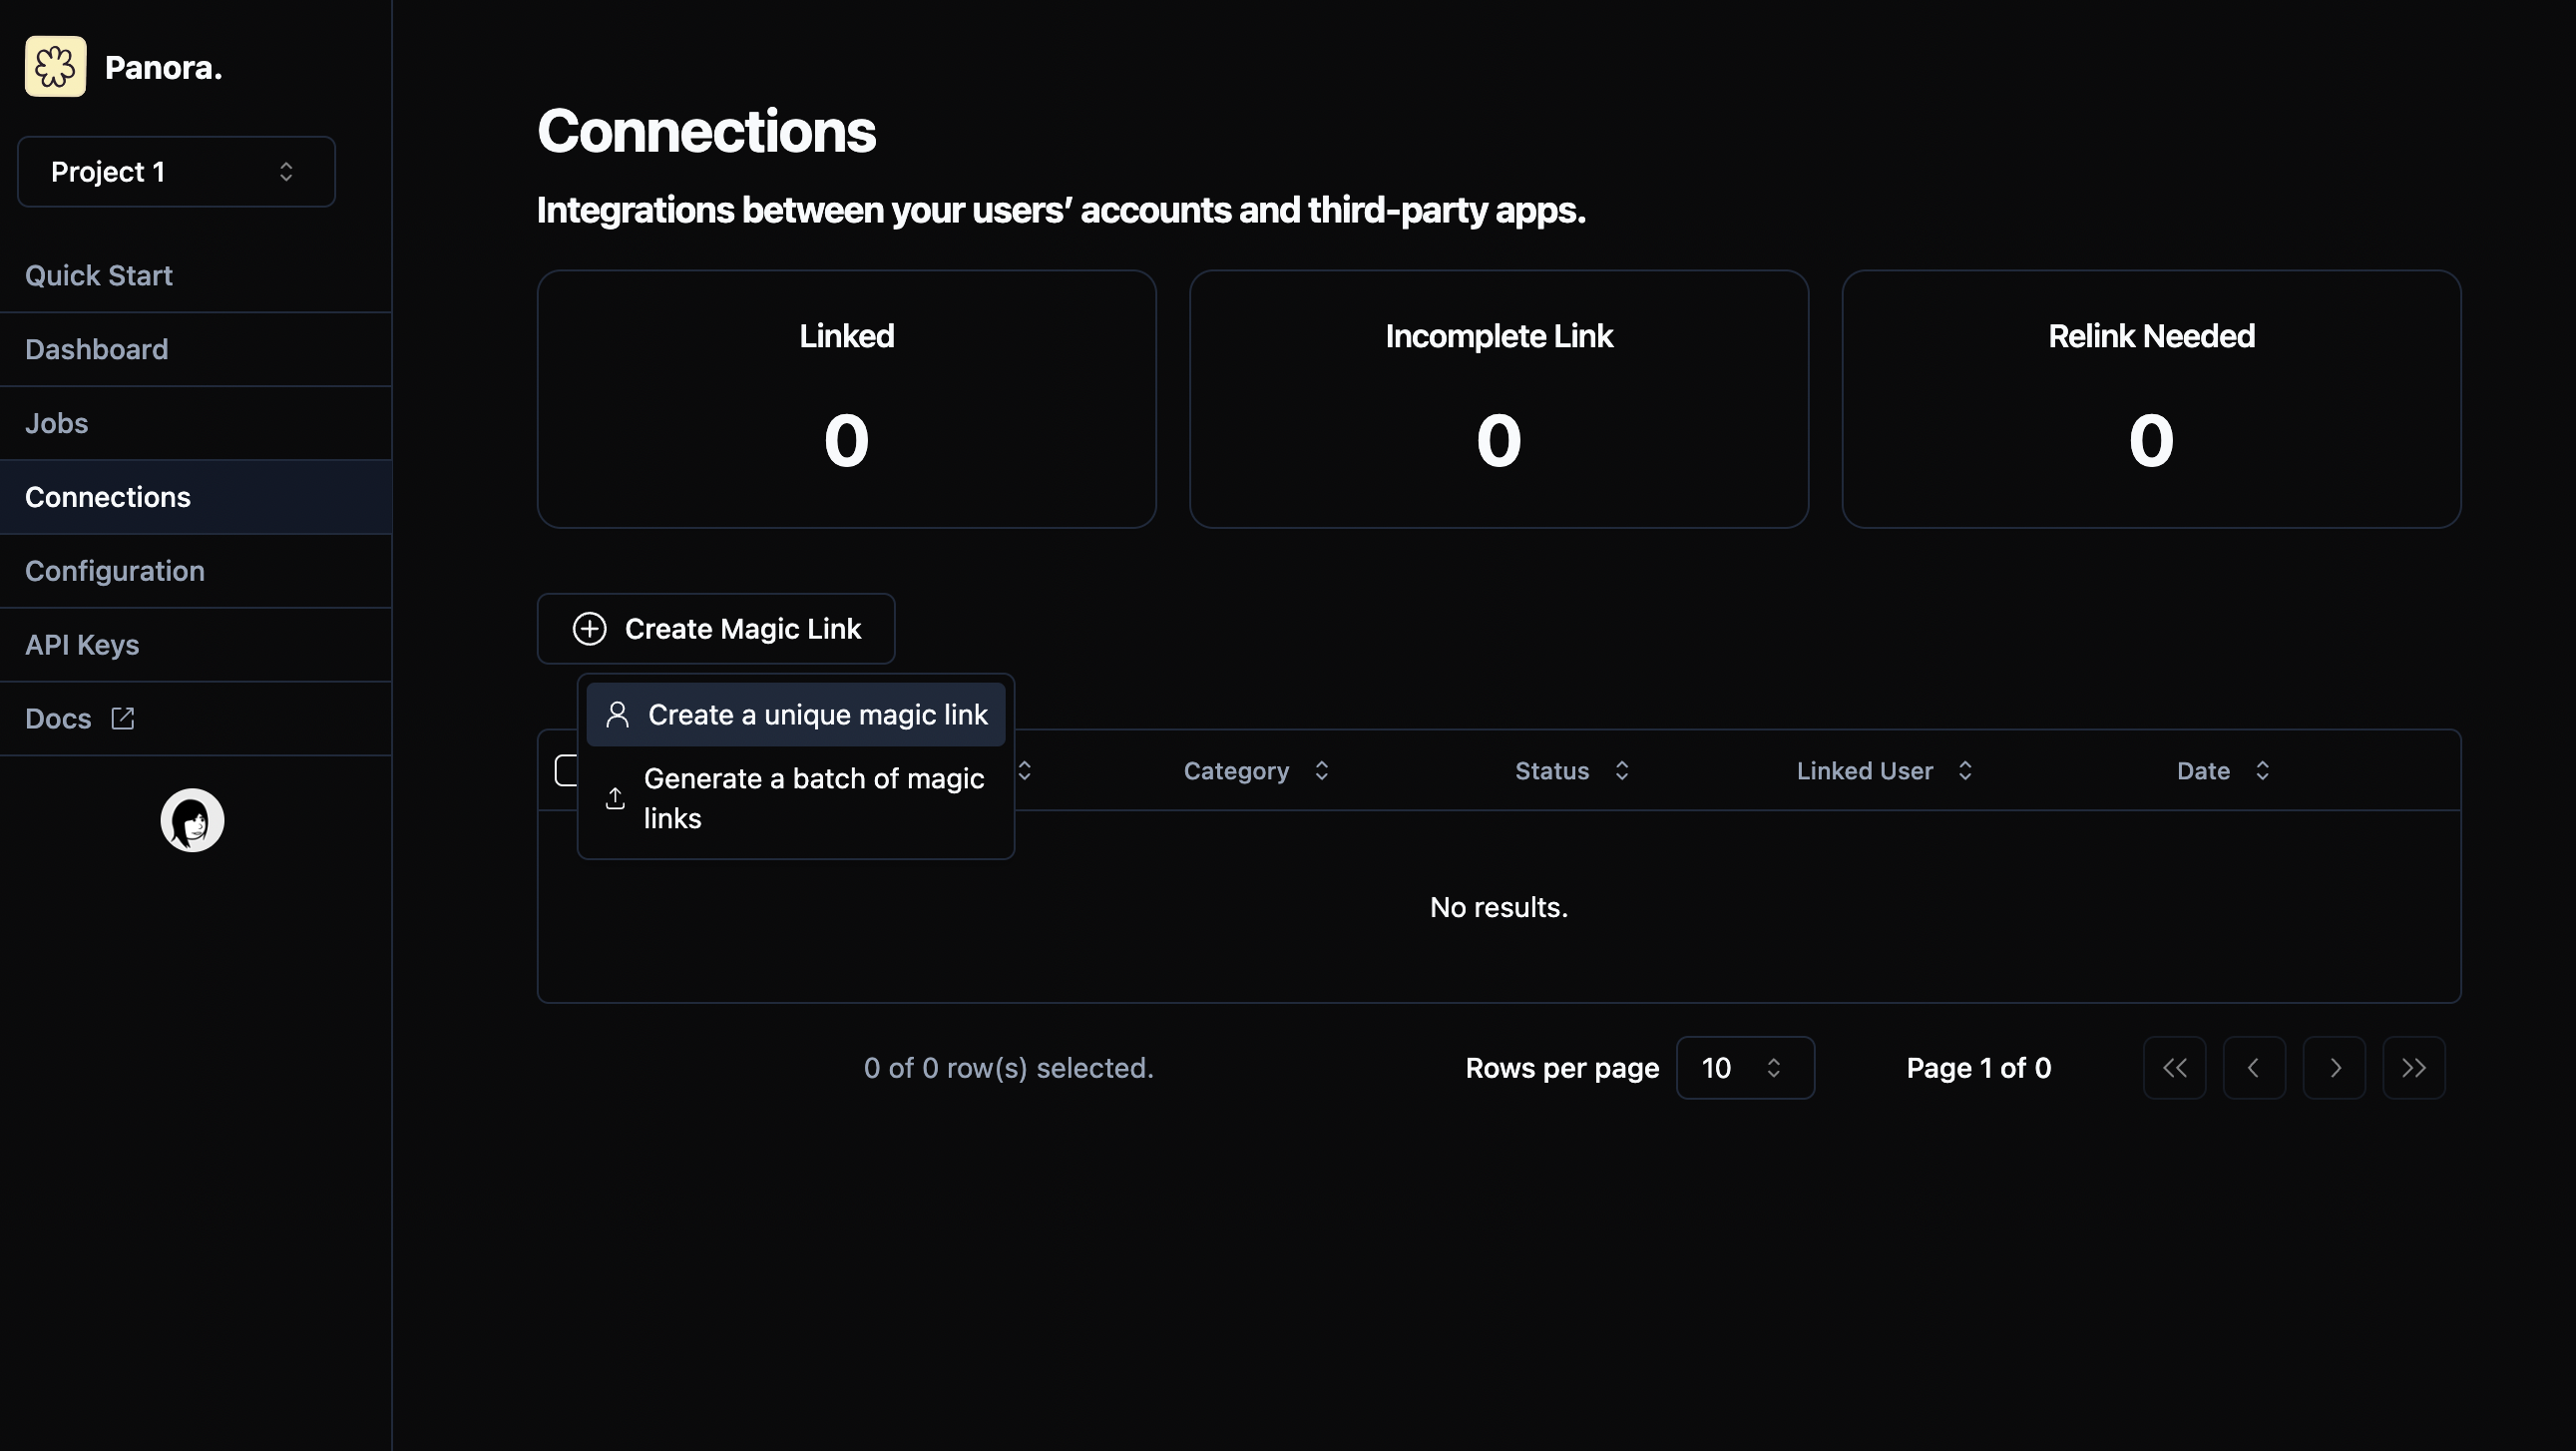 Panora.
Project 1
Quick Start
Dashboard
Jobs
Connections
Configuration
API Keys
Docs
Connections
Integrations between your users’ accounts and third-party apps.
Linked
0
Incomplete Link
0
Relink Needed
0
Create Magic Link
Create a unique magic link
Generate a batch of magic
links
Category
Status
Linked User
Date
No results.
0 of 0 row(s) selected.
Rows per page
10
Page 1 of 0